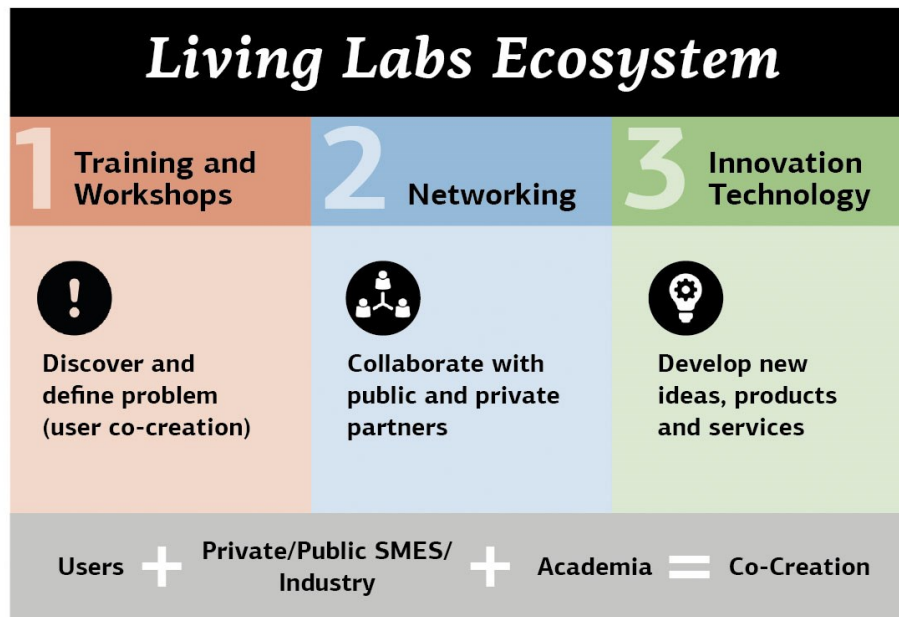 Living Labs Ecosystem
1
Training and
Workshops
2
Networking
3
Innovation
Technology
!
Discover and
define problem
(user co-creation)
Collaborate with
public and private
partners
Develop new
ideas, products
and services
Users + Private/Public SMES/
Industry + Academia = Co-Creation